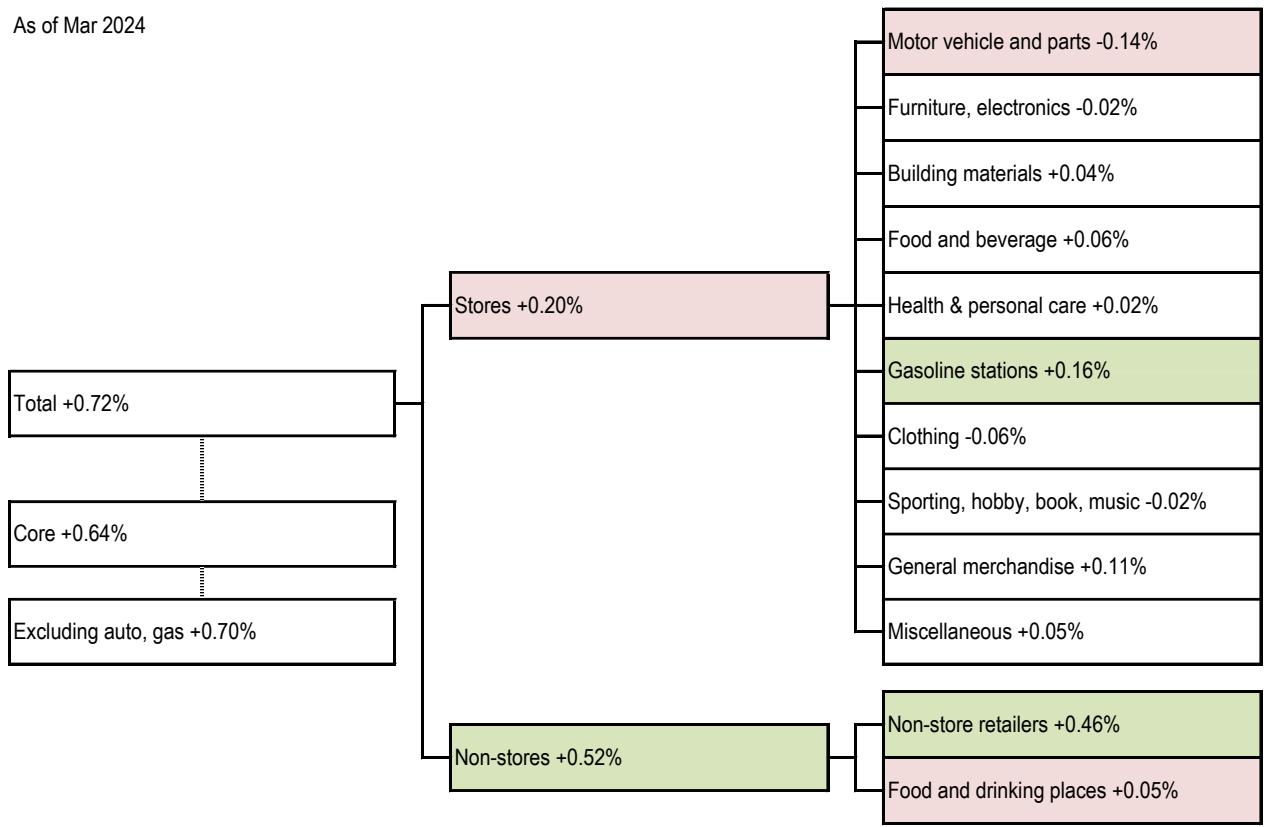 As of Mar 2024
Total +0.72%
Core +0.64%
Excluding auto, gas +0.70%
Stores +0.20%
Non-stores +0.52%
Motor vehicle and parts -0.14%
Furniture, electronics -0.02%
Building materials +0.04%
Food and beverage +0.06%
Health & personal care +0.02%
Gasoline stations +0.16%
Clothing -0.06%
Sporting, hobby, book, music -0.02%
General merchandise +0.11%
Miscellaneous +0.05%
Non-store retailers +0.46%
Food and drinking places +0.05%